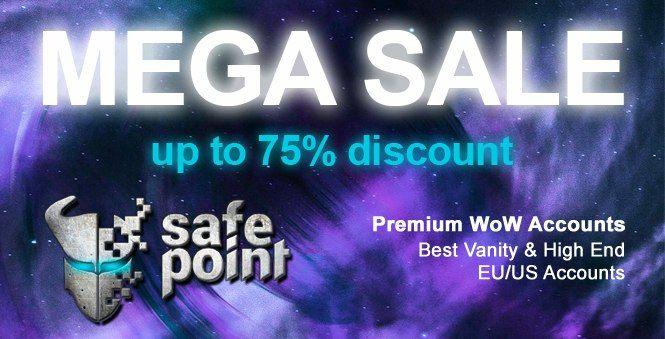 MEGA SALE
up to 75% discount
safe
point
Premium WoW Accounts
Best Vanity & High End
EU/US Accounts